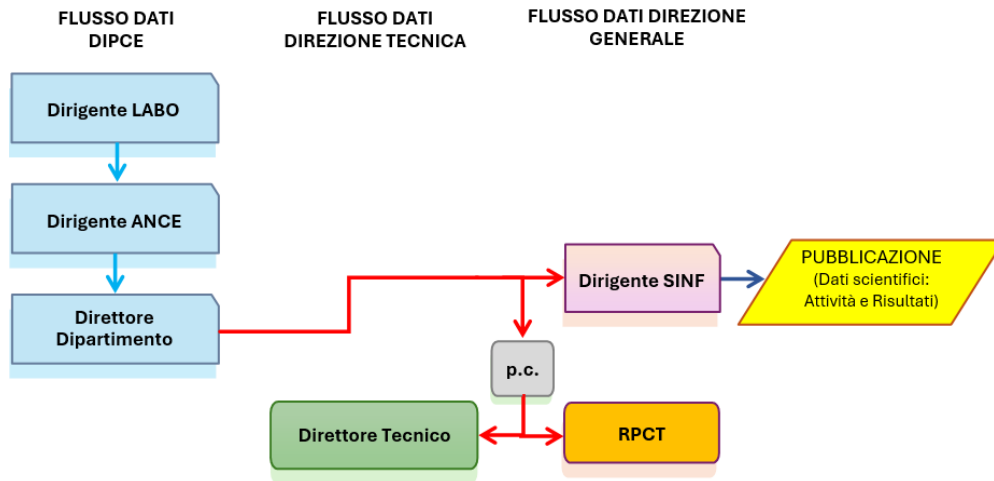 FLUSSO DATI
DIPCE
FLUSSO DATI
DIREZIONE TECNICA
FLUSSO DATI DIREZIONE
GENERALE
Dirigente LABO
Dirigente ANCE
Direttore
Dipartimento
Dirigente SINF
PUBBLICAZIONE
(Dati scientifici:
Attività e Risultati)
p.c.
Direttore Tecnico
RPCT